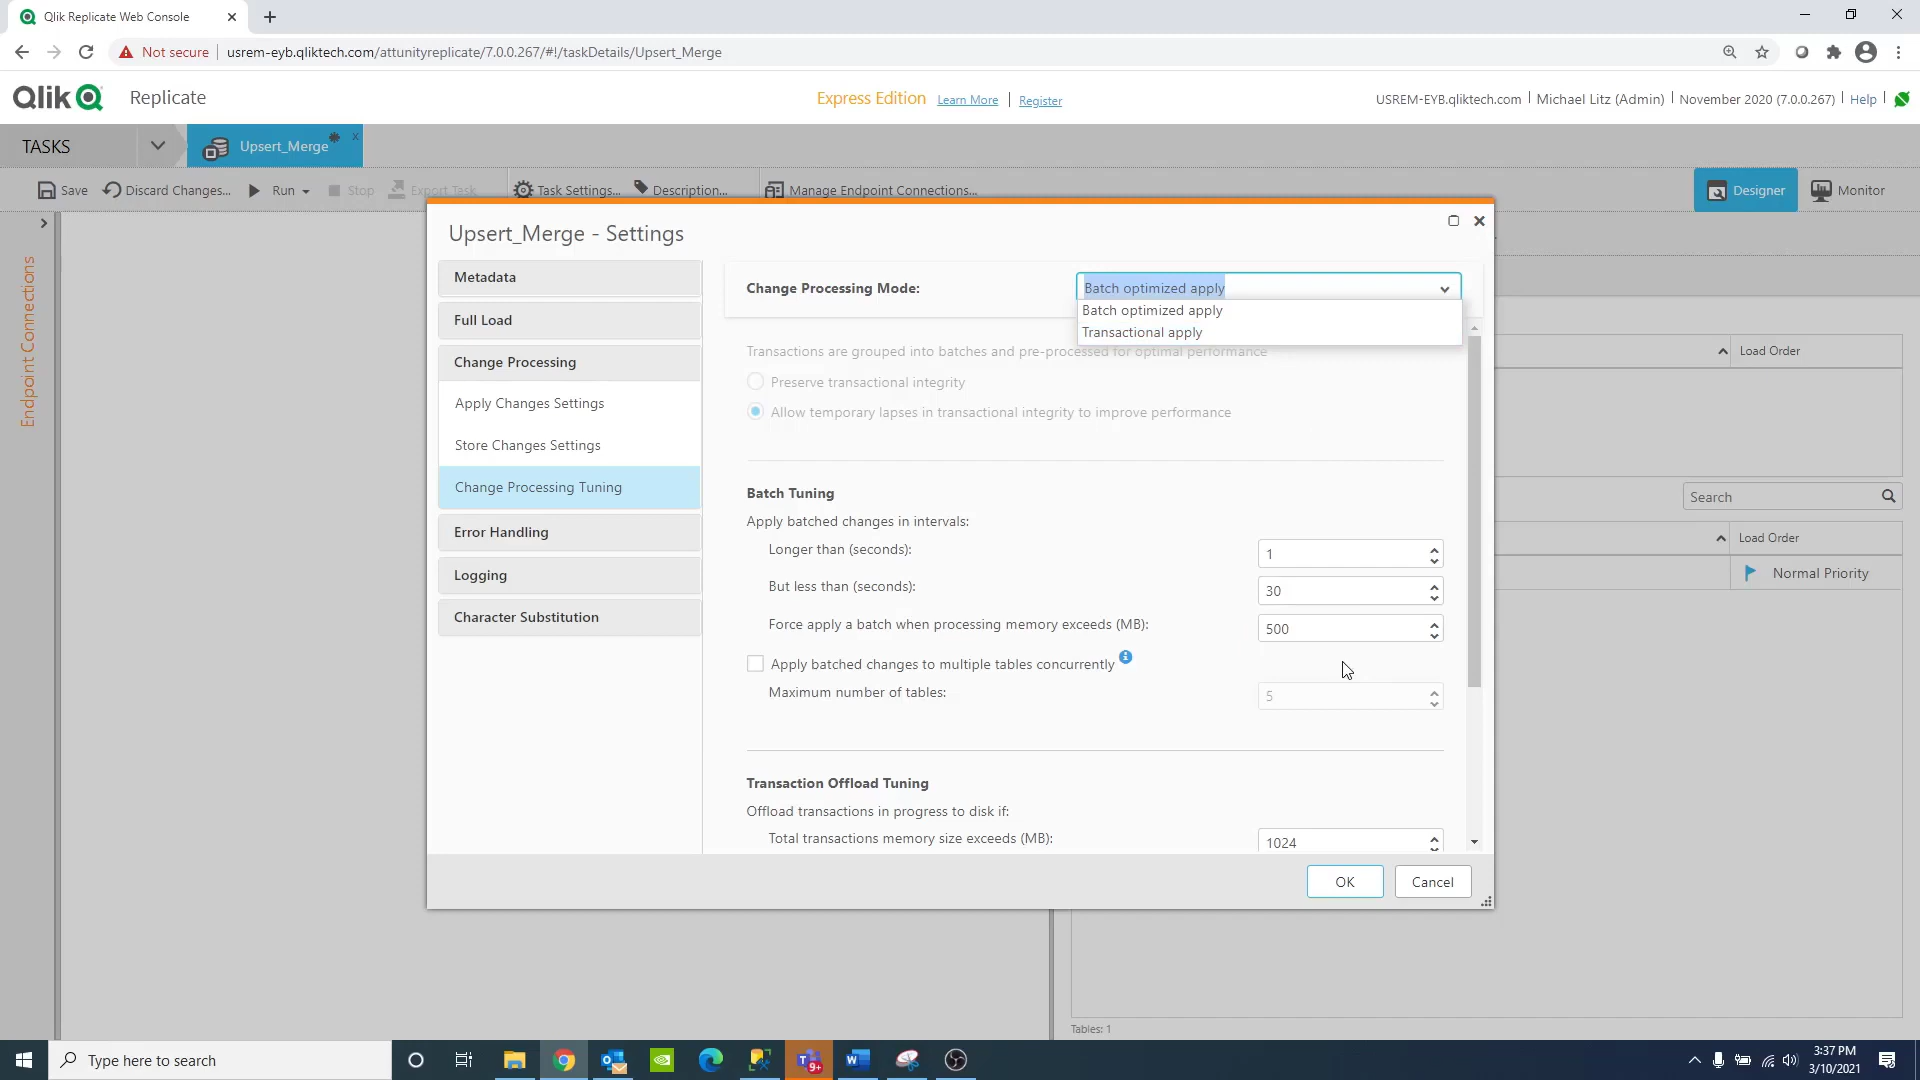 Qlik Replicate Web Console
Not secure
usrem-eyb.qliktech.com/attunityreplicate/7.0.0.267/#!/taskDetails/Upsert_Merge
Qlik
Replicate
Express Edition Learn More | Register
USREM-EYB.qliktech.com | Michael Litz (Admin) | November 2020 (7.0.0.267) | Help
TASKS
Upsert_Merge
Save
Discard Changes...
Run
Stop
Export Task
Task Settings...
Description...
Manage Endpoint Connections...
Designer
Monitor
Endpoint Connections
Upsert_Merge - Settings
Metadata
Full Load
Change Processing
Apply Changes Settings
Store Changes Settings
Change Processing Tuning
Error Handling
Logging
Character Substitution
Change Processing Mode:
Batch optimized apply
Batch optimized apply
Transactional apply
Transactions are grouped into batches and pre-processed for optimal performance
Preserve transactional integrity
Allow temporary lapses in transactional integrity to improve performance
Batch Tuning
Apply batched changes in intervals:
Longer than (seconds): 1
But less than (seconds): 30
Force apply a batch when processing memory exceeds (MB): 500
Apply batched changes to multiple tables concurrently
Maximum number of tables: 5
Transaction Offload Tuning
Offload transactions in progress to disk if:
Total transactions memory size exceeds (MB): 1024
OK
Cancel
Load Order
Search
Load Order
Normal Priority
Tables: 1
Type here to search
9+
3:37 PM
3/10/2021